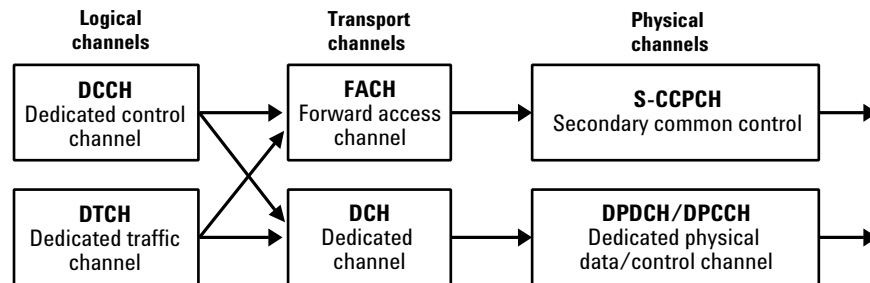 Logical
channels
Transport
channels
Physical
channels
DCCH
Dedicated control
channel
FACH
Forward access
channel
S-CCPCH
Secondary common control
DTCH
Dedicated traffic
channel
DCH
Dedicated
channel
DPDCH/DPCCH
Dedicated physical
data/control channel